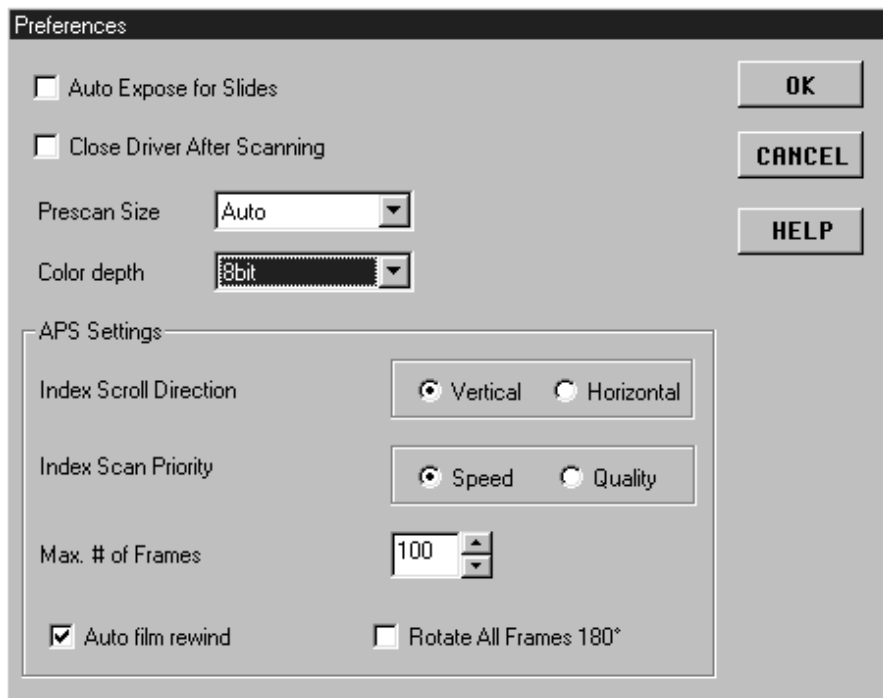 Preferences
Auto Expose for Slides
OK
Close Driver After Scanning
CANCEL
Prescan Size Auto
HELP
Color depth 8bit
APS Settings
Index Scroll Direction Vertical Horizontal
Index Scan Priority Speed Quality
Max. # of Frames 100
Auto film rewind Rotate All Frames 180°